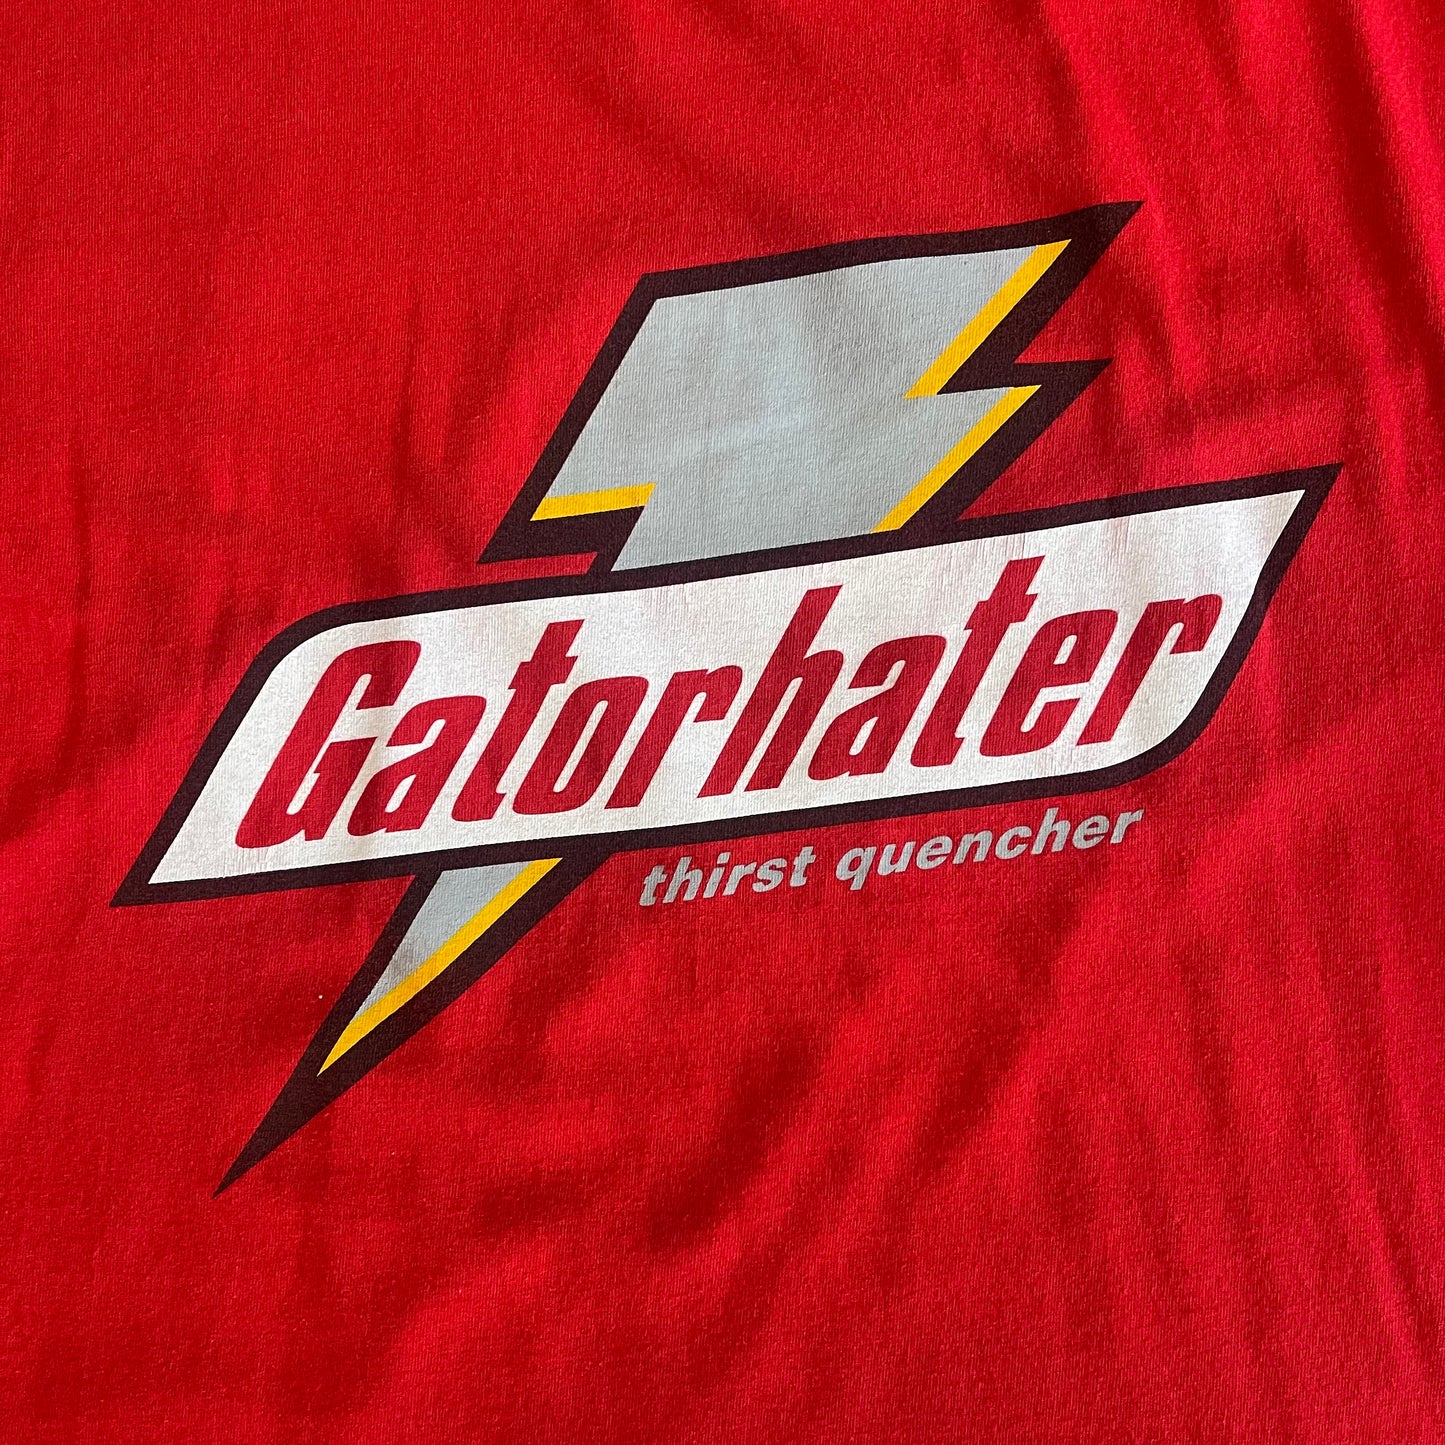 Gatorhater
thirst quencher